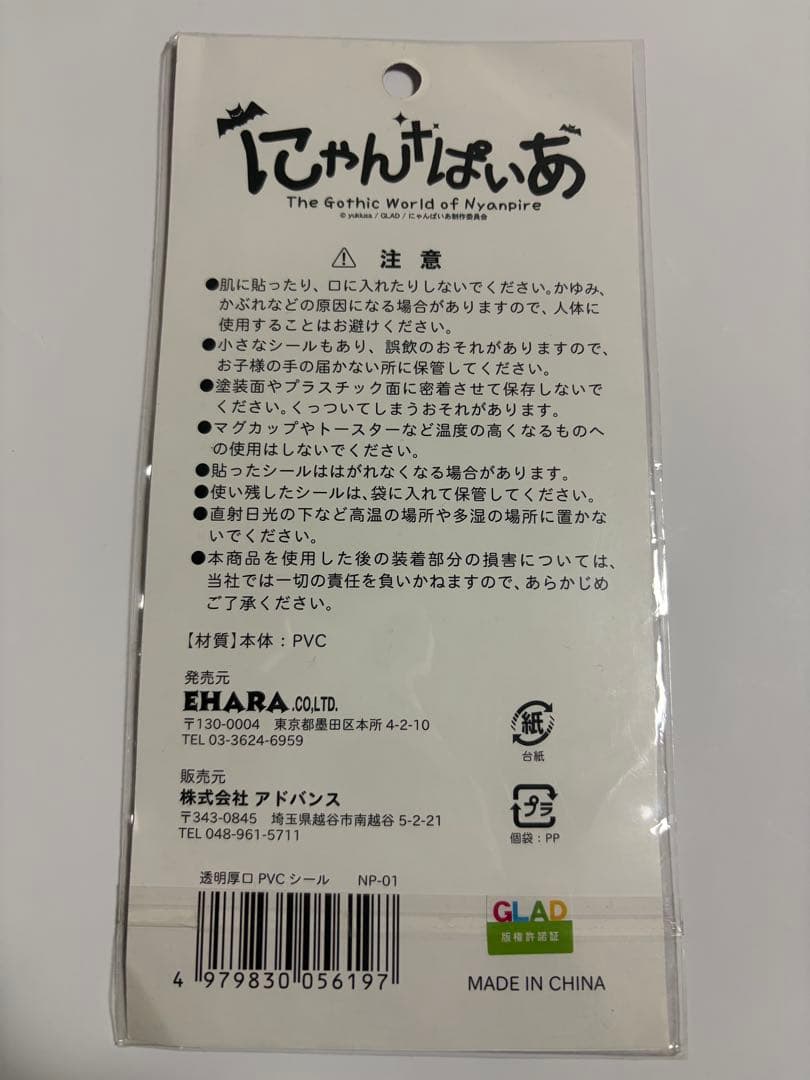 にゃんぱいあ
The Gothic World of Nyanpire
© yukiusa / GLAD / にゃんぱいあ製作委員会
注 意
●肌に貼ったり、口に入れたりしないでください。かゆみ、
かぶれなどの原因になる場合がありますので、人体に
使用することはお避けください。
●小さなシールもあり、誤飲のおそれがありますので、
お子様の手の届かない所に保管してください。
●塗装面やプラスチック面に密着させて保存しないで
ください。くっついてしまうおそれがあります。
●マグカップやトースターなど温度の高くなるものへ
の使用はしないでください。
●貼ったシールははがれなくなる場合があります。
●使い残したシールは、袋に入れて保管してください。
●直射日光の下など高温の場所や多湿の場所に置かな
いでください。
●本商品を使用した後の装着部分の損害については、
当社では一切の責任を負いかねますので、あらかじめ
ご了承ください。
【材質】本体：PVC
発売元
EHARA.CO,LTD.
〒130-0004 東京都墨田区本所 4-2-10
TEL 03-3624-6959
紙
台紙
販売元
株式会社 アドバンス
〒343-0845 埼玉県越谷市南越谷 5-2-21
TEL 048-961-5711
プラ
個袋：PP
透明厚口 PVC シール NP-01
4 979830 056197
GLAD
版権許諾証
MADE IN CHINA